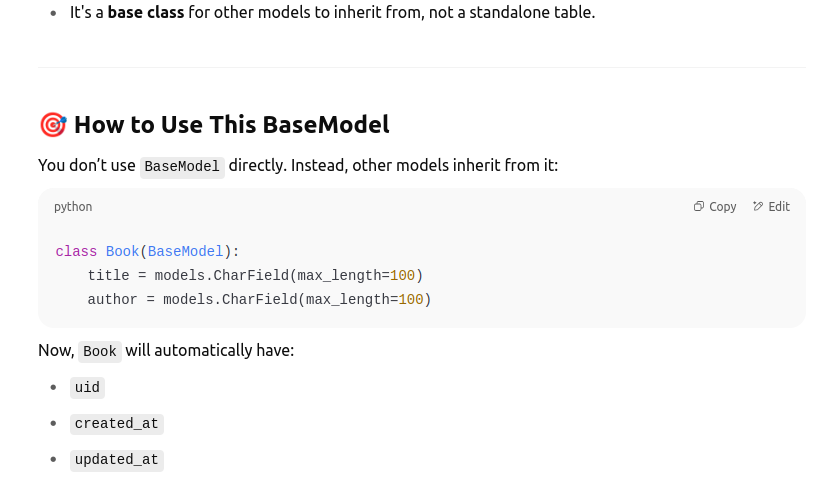 It's a base class for other models to inherit from, not a standalone table.
🎯 How to Use This BaseModel
You don’t use BaseModel directly. Instead, other models inherit from it:
python Copy Edit
class Book(BaseModel):
    title = models.CharField(max_length=100)
    author = models.CharField(max_length=100)
Now, Book will automatically have:
uid
created_at
updated_at